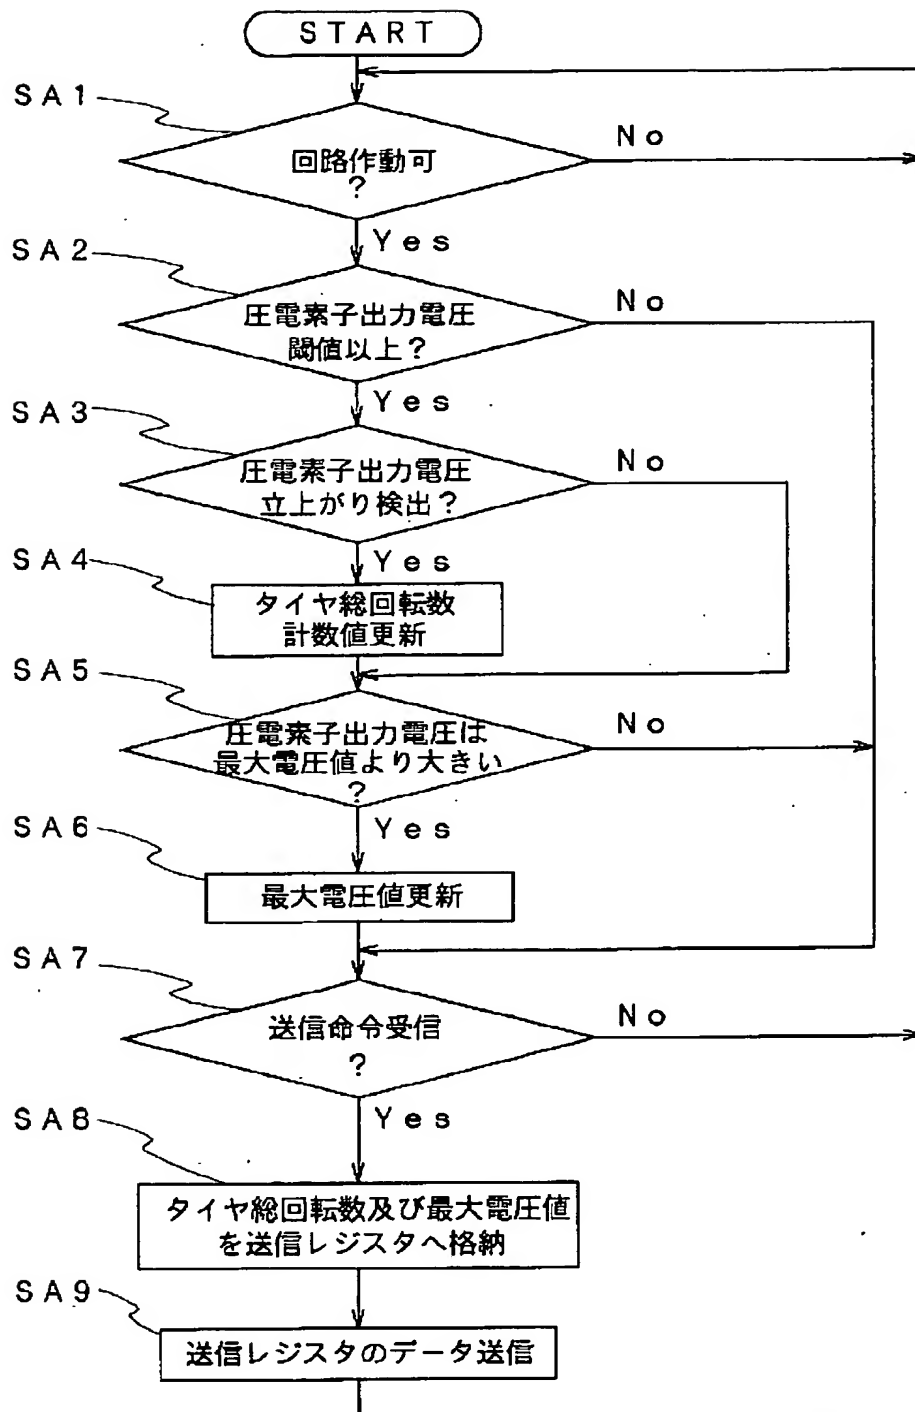 START
SA1
回路作動可
?
No
Yes
SA2
圧電素子出力電圧
閾値以上?
No
Yes
SA3
圧電素子出力電圧
立上がり検出?
No
Yes
SA4
タイヤ総回転数
計数値更新
SA5
圧電素子出力電圧は
最大電圧値より大きい
?
No
Yes
SA6
最大電圧値更新
SA7
送信命令受信
?
No
Yes
SA8
タイヤ総回転数及び最大電圧値
を送信レジスタへ格納
SA9
送信レジスタのデータ送信